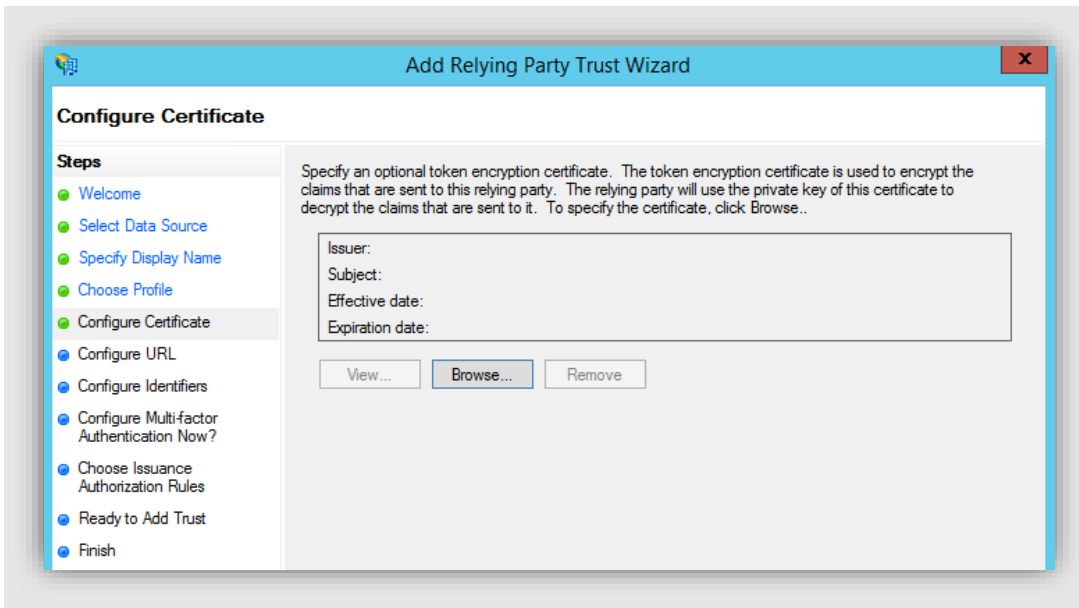 Add Relying Party Trust Wizard
x
Configure Certificate
Steps
Welcome
Select Data Source
Specify Display Name
Choose Profile
Configure Certificate
Configure URL
Configure Identifiers
Configure Multi-factor
Authentication Now?
Choose Issuance
Authorization Rules
Ready to Add Trust
Finish
Specify an optional token encryption certificate.  The token encryption certificate is used to encrypt the
claims that are sent to this relying party.  The relying party will use the private key of this certificate to
decrypt the claims that are sent to it.  To specify the certificate, click Browse..
Issuer:
Subject:
Effective date:
Expiration date:
View...
Browse...
Remove